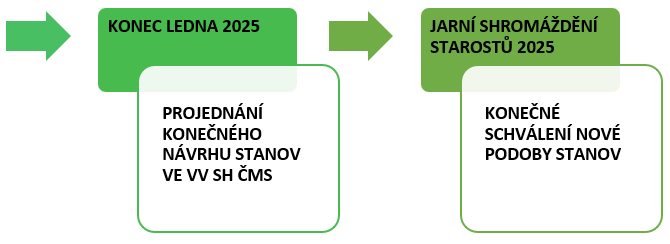 KONEC LEDNA 2025
PROJEDNÁNÍ
KONEČNÉHO
NÁVRHU STANOV
VE VV SH ČMS
JARNÍ SHROMÁŽDĚNÍ
STAROSTŮ 2025
KONEČNÉ
SCHVÁLENÍ NOVÉ
PODOBY STANOV